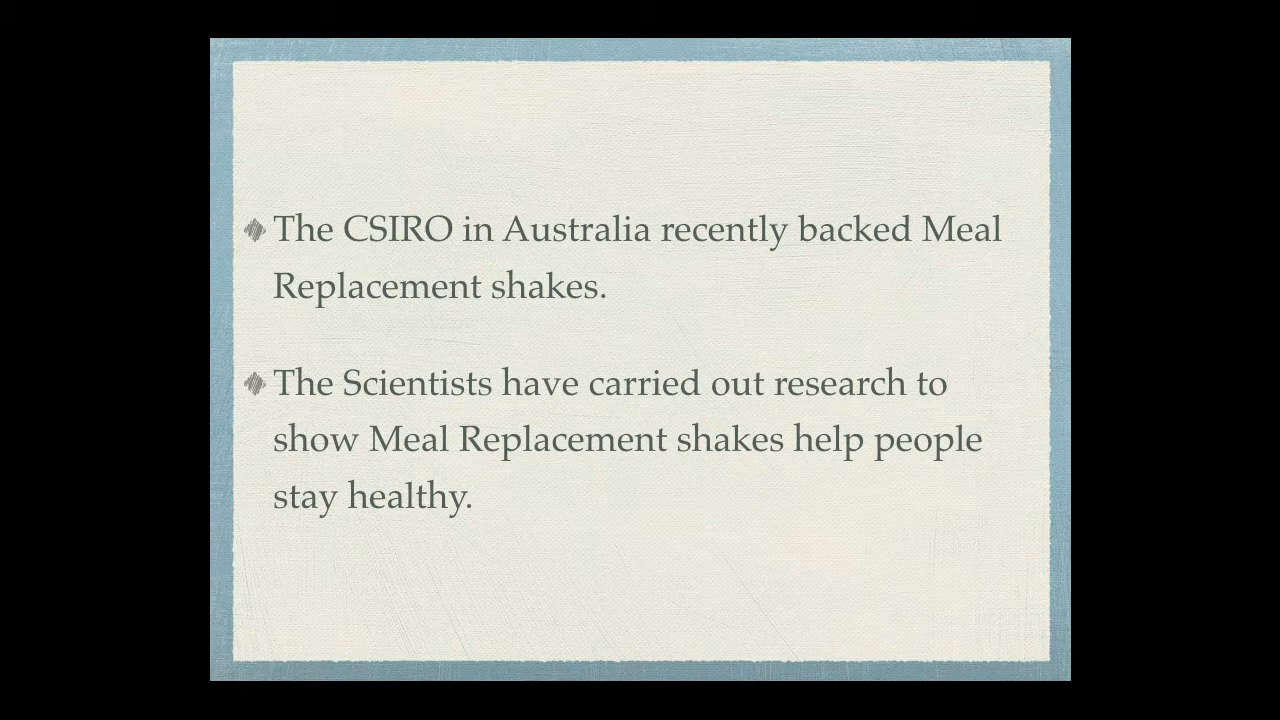 The CSIRO in Australia recently backed Meal
Replacement shakes.
The Scientists have carried out research to
show Meal Replacement shakes help people
stay healthy.